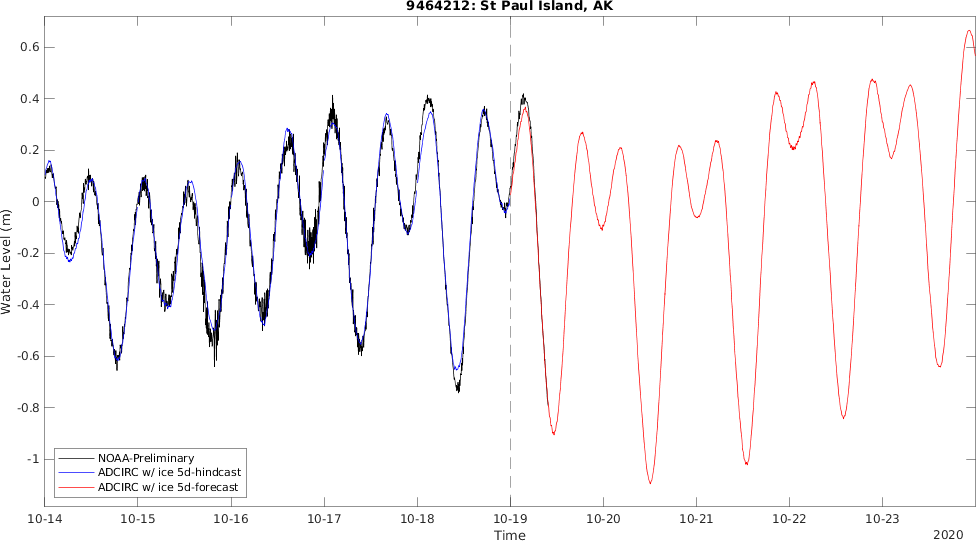 9464212: St Paul Island, AK
0.6
0.4
0.2
0
-0.2
-0.4
-0.6
-0.8
-1
Water Level (m)
NOAA-Preliminary
ADCIRC w/ ice 5d-hindcast
ADCIRC w/ ice 5d-forecast
10-14 10-15 10-16 10-17 10-18 10-19 10-20 10-21 10-22 10-23
Time
2020